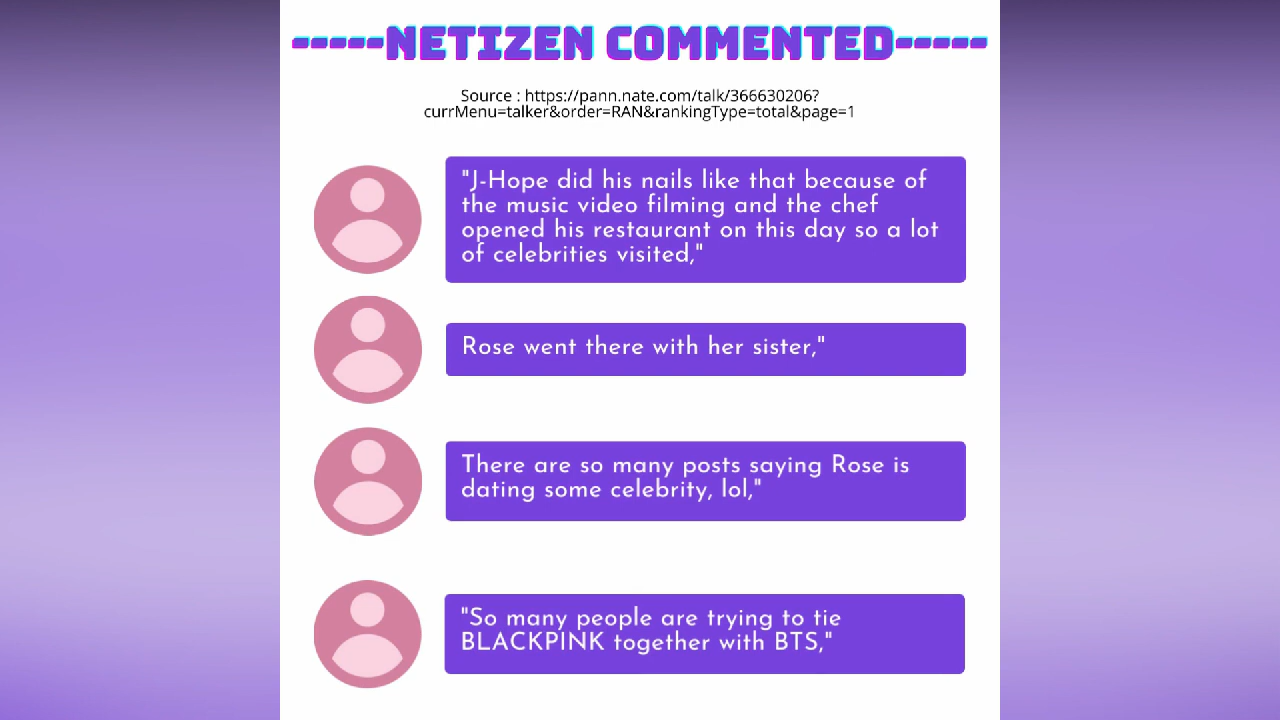 -----NETIZEN COMMENTED-----
Source : https://pann.nate.com/talk/366630206?
currMenu=talker&order=RAN&rankingType=total&page=1
"J-Hope did his nails like that because of
the music video filming and the chef
opened his restaurant on this day so a lot
of celebrities visited,"
Rose went there with her sister,"
There are so many posts saying Rose is
dating some celebrity, lol,"
"So many people are trying to tie
BLACKPINK together with BTS,"